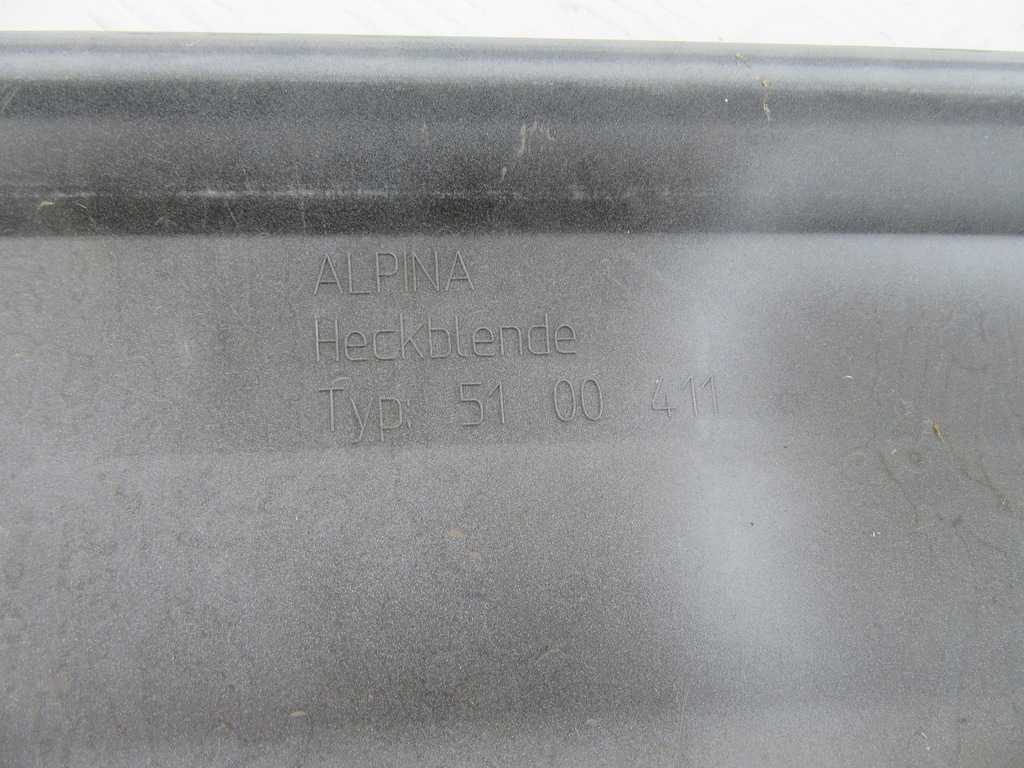 ALPINA
Heckblende
Typ: 51 00 411